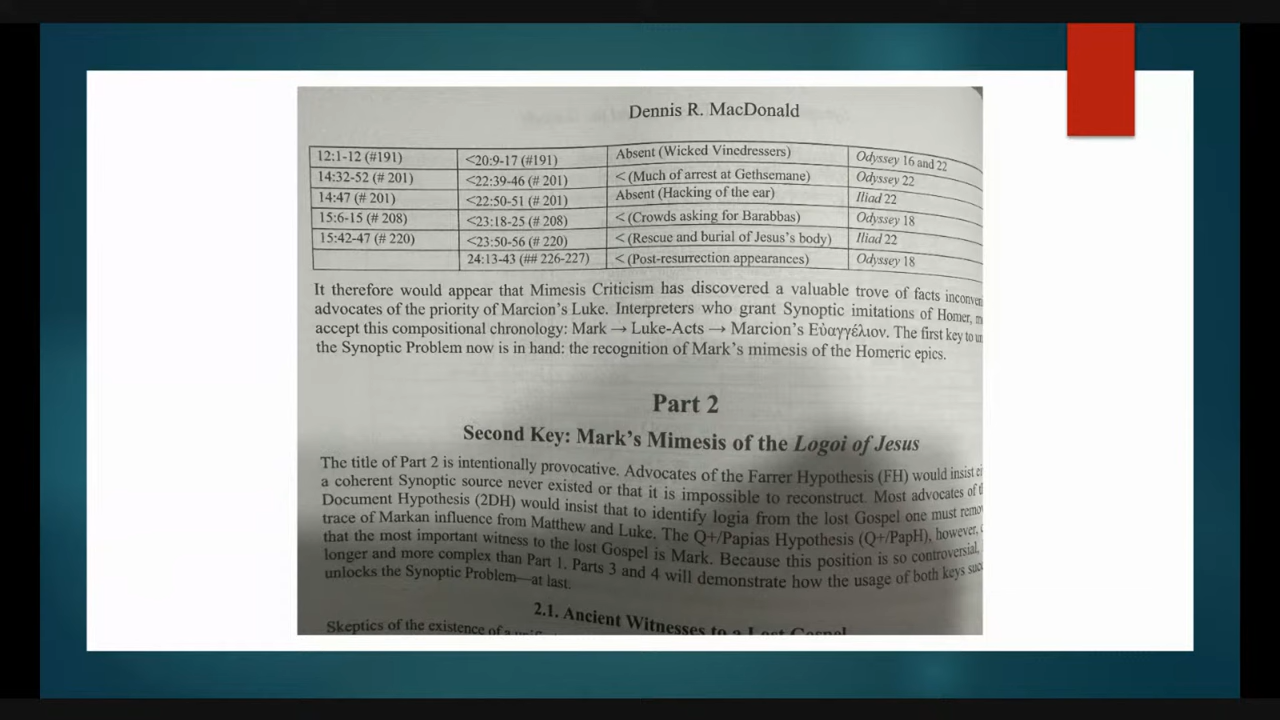 Dennis R. MacDonald
12:1-12 (#191) <20:9-17 (#191) Absent (Wicked Vinedressers) Odyssey 16 and 22
14:32-52 (# 201) <22:39-46 (# 201) < (Much of arrest at Gethsemane) Odyssey 22
14:47 (# 201) <22:50-51 (# 201) Absent (Hacking of the ear) Iliad 22
15:6-15 (# 208) <23:18-25 (# 208) < (Crowds asking for Barabbas) Odyssey 18
15:42-47 (# 220) <23:50-56 (# 220) < (Rescue and burial of Jesus's body) Iliad 22
24:13-43 (## 226-227) < (Post-resurrection appearances) Odyssey 18
It therefore would appear that Mimesis Criticism has discovered a valuable trove of facts inconven
advocates of the priority of Marcion's Luke. Interpreters who grant Synoptic imitations of Homer,
accept this compositional chronology: Mark → Luke-Acts → Marcion's Εὐαγγέλιον. The first key to un
the Synoptic Problem now is in hand: the recognition of Mark's mimesis of the Homeric epics.
Part 2
Second Key: Mark's Mimesis of the Logoi of Jesus
The title of Part 2 is intentionally provocative. Advocates of the Farrer Hypothesis (FH) would insist
a coherent Synoptic source never existed or that it is impossible to reconstruct. Most advocates of
Document Hypothesis (2DH) would insist that to identify logia from the lost Gospel one must remo
trace of Markan influence from Matthew and Luke. The Q+/Papias Hypothesis (Q+/PapH), however,
that the most important witness to the lost Gospel is Mark. Because this position is so controversial,
longer and more complex than Part 1. Parts 3 and 4 will demonstrate how the usage of both keys suc
unlocks the Synoptic Problem—at last.
2.1. Ancient Witnesses to a Lost Gospel
Skeptics of the existence of a